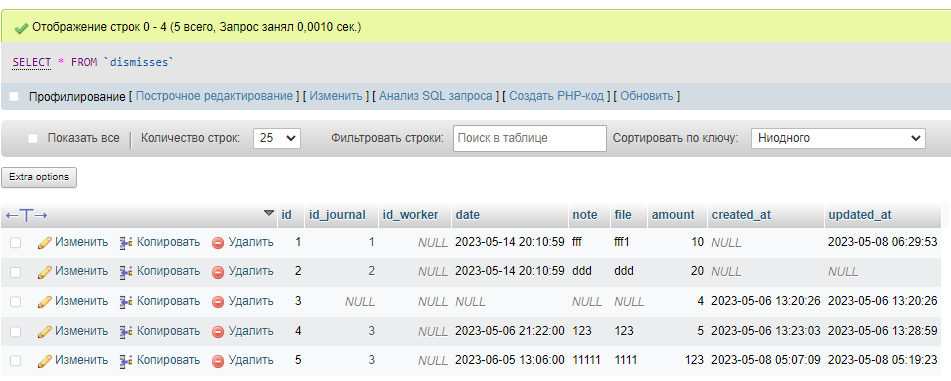 Отображение строк 0 - 4 (5 всего, Запрос занял 0,0010 сек.)
SELECT * FROM `dismisses`
Профилирование [ Построчное редактирование ] [ Изменить ] [ Анализ SQL запроса ] [ Создать PHP-код ] [ Обновить ]
Показать все Количество строк: 25 Фильтровать строки: Поиск в таблице Сортировать по ключу: Ниодного
Extra options
←T→ id id_journal id_worker date note file amount created_at updated_at
Изменить Копировать Удалить 1 1 NULL 2023-05-14 20:10:59 fff fff1 10 NULL 2023-05-08 06:29:53
Изменить Копировать Удалить 2 2 NULL 2023-05-14 20:10:59 ddd ddd 20 NULL NULL
Изменить Копировать Удалить 3 NULL NULL NULL NULL NULL 4 2023-05-06 13:20:26 2023-05-06 13:20:26
Изменить Копировать Удалить 4 3 NULL 2023-05-06 21:22:00 123 123 5 2023-05-06 13:23:03 2023-05-06 13:28:59
Изменить Копировать Удалить 5 3 NULL 2023-06-05 13:06:00 11111 1111 123 2023-05-08 05:07:09 2023-05-08 05:19:23